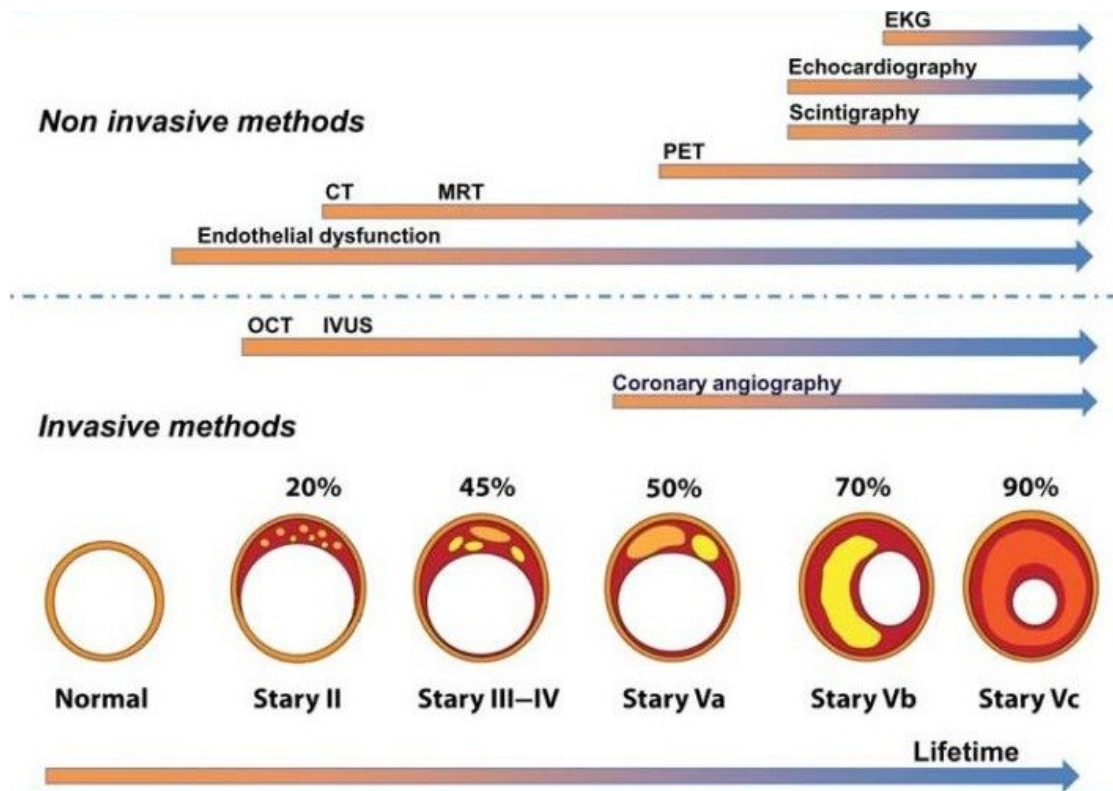 EKG
Echocardiography
Non invasive methods
Scintigraphy
PET
CT MRT
Endothelial dysfunction
OCT IVUS
Coronary angiography
Invasive methods
20% 45% 50% 70% 90%
Normal Stary II Stary III–IV Stary Va Stary Vb Stary Vc
Lifetime